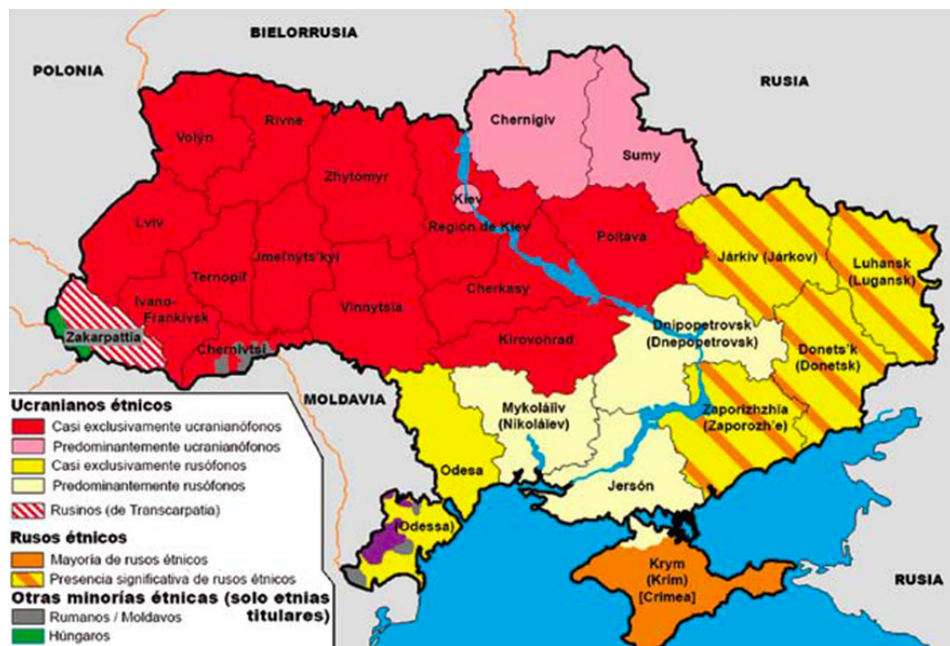 BIELORRUSIA
POLONIA
RUSIA
Chernigiv
Rivne
Volýn
Sumy
Zhytomyr
Kiev
Lviv
Región de Kiev
Poltava
Járkiv (Járkov)
Luhansk
(Lugansk)
Ternopil'
Jmel'nyts'kyi
Cherkasy
Vinnytsia
Ivano-
Frankivsk
Zakarpattia
Chernivtsi
Kirovohrad
Dnipopetrovsk
(Dnepopetrovsk)
Donets'k
(Donetsk)
MOLDAVIA
Mykoláiiv
(Nikoláiev)
Zaporizhzhia
(Zaporozh'e)
Odesa
Jersón
(Odessa)
Krym
(Krim)
[Crimea]
RUSIA
Ucranianos étnicos
Casi exclusivamente ucranianófonos
Predominantemente ucranianófonos
Casi exclusivamente rusófonos
Predominantemente rusófonos
Rusinos (de Transcarpatia)
Rusos étnicos
Mayoría de rusos étnicos
Presencia significativa de rusos étnicos
Otras minorías étnicas (solo etnias
titulares)
Rumanos / Moldavos
Húngaros